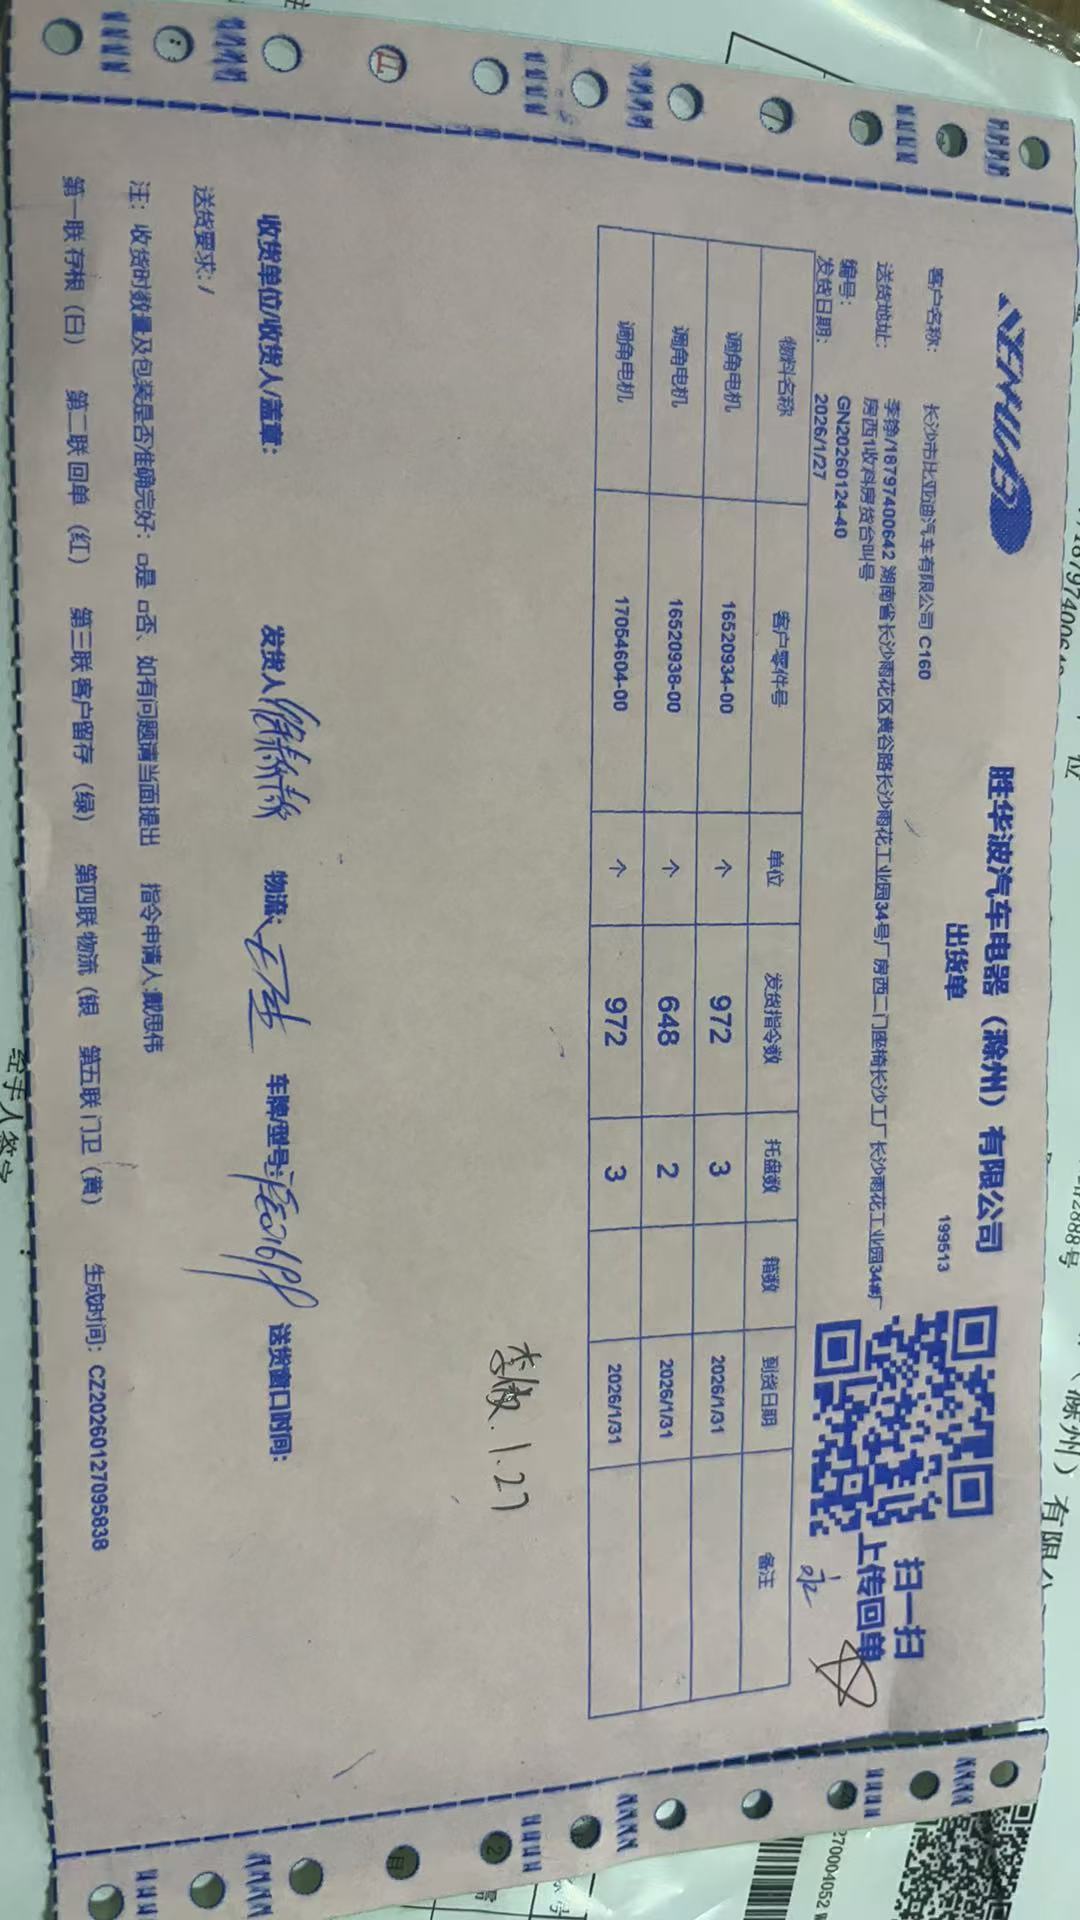 胜华波汽车电器（滁州）有限公司
出货单
199513
扫一扫
上传回单
客户名称： 长沙市比亚迪汽车有限公司 C160
送货地址： 李铮/18797400642 湖南省长沙雨花区黄谷路长沙雨花工业园34号厂房西二门座椅长沙工厂长沙雨花工业园34#厂
房西1收料房货台叫号
编号： GN20260124-40
发货日期： 2026/1/27
物料名称 客户零件号 单位 发货指令数 托盘数 箱数 到货日期 备注
调角电机 16520934-00 个 972 3 2026/1/31
调角电机 16520938-00 个 648 2 2026/1/31
调角电机 17054604-00 个 972 3 2026/1/31
1.27
收货单位/收货人/盖章： 发货人 物流： 车牌/型号： 送货窗口时间：
送货要求：/
注： 收货时数量及包装是否准确完好： □是 □否、如有问题请当面提出 指令申请人:戴思伟
第一联 存根（白） 第二联 回单（红） 第三联 客户留存（绿） 第四联 物流（银 第五联 门卫（黄） 生成时间： CZ20260127095838